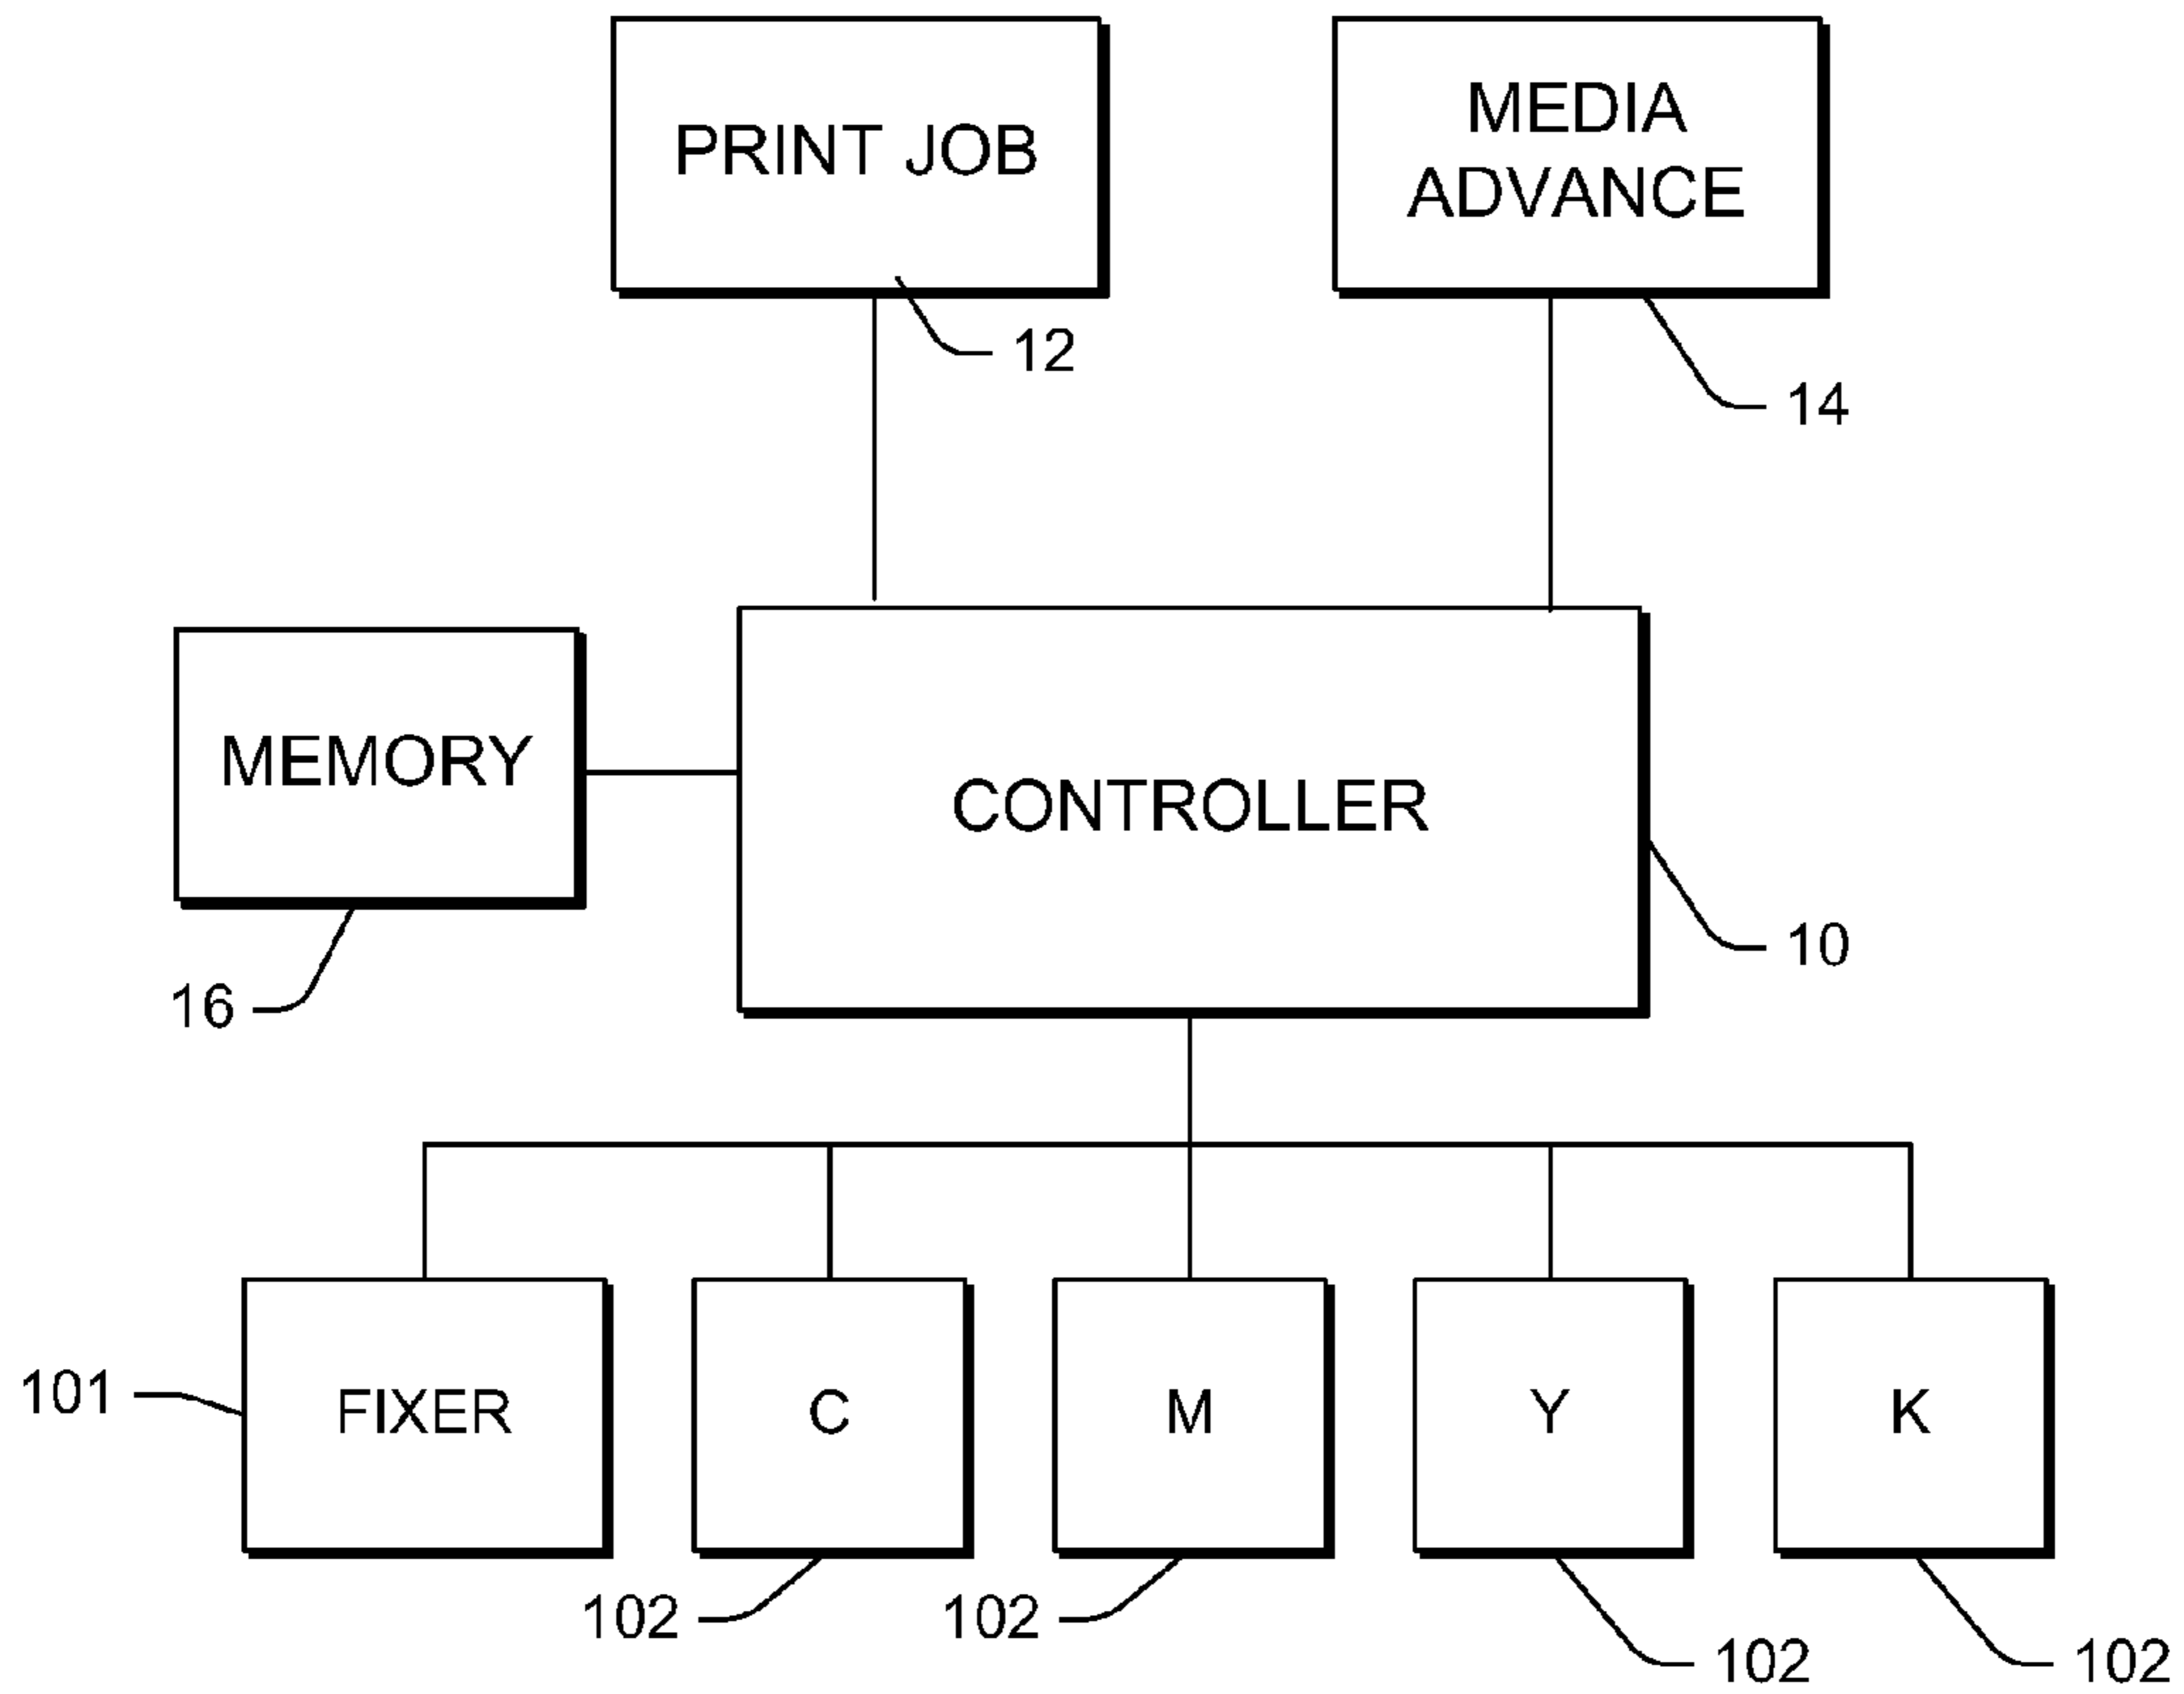 PRINT JOB
MEDIA
ADVANCE
12
14
MEMORY
CONTROLLER
10
16
101
FIXER
C
M
Y
K
102
102
102
102